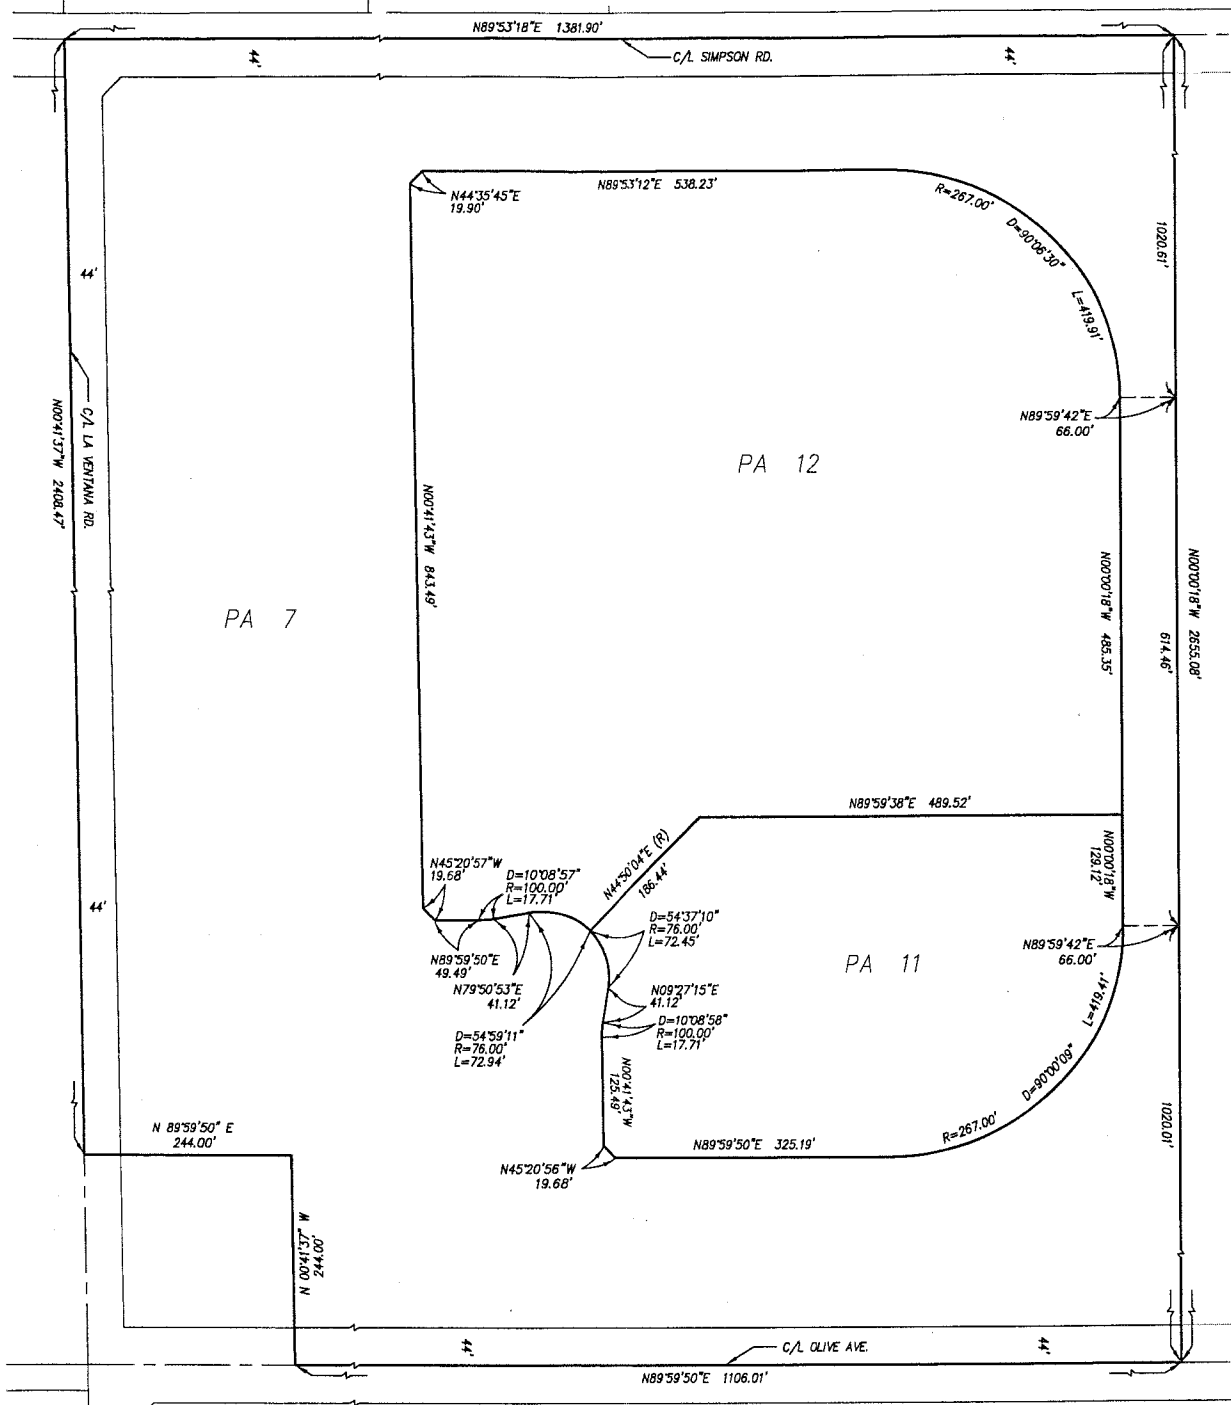 N89°53'18"E 1381.90'
44'
C/L SIMPSON RD.
44'
N89°53'12"E 538.23'
N44°35'45"E
19.90'
R=267.00'
D=90°06'30"
L=419.91'
1020.61'
44'
C/L LA VENTANA RD.
N00°41'37"W 2408.47'
N89°59'42"E
66.00'
PA 12
N00°41'43"W 843.49'
N00°00'18"W 485.35'
614.46'
N00°00'18"W 2655.08'
PA 7
N89°59'38"E 489.52'
N44°50'04"E (R)
186.44'
N00°00'18"W
129.12'
N45°20'57"W
19.68'
D=10°08'57"
R=100.00'
L=17.71'
44'
D=54°37'10"
R=76.00'
L=72.45'
N89°59'42"E
66.00'
N89°59'50"E
49.49'
PA 11
N79°50'53"E
41.12'
N09°27'15"E
41.12'
D=10°08'58"
R=100.00'
L=17.71'
D=54°59'11"
R=76.00'
L=72.94'
L=419.41'
D=90°00'09"
R=267.00'
N00°41'43"W
125.49'
1020.01'
N 89°59'50" E
244.00'
N89°59'50"E 325.19'
N45°20'56"W
19.68'
N 00°41'37" W
244.00'
44'
C/L OLIVE AVE.
44'
N89°59'50"E 1106.01'